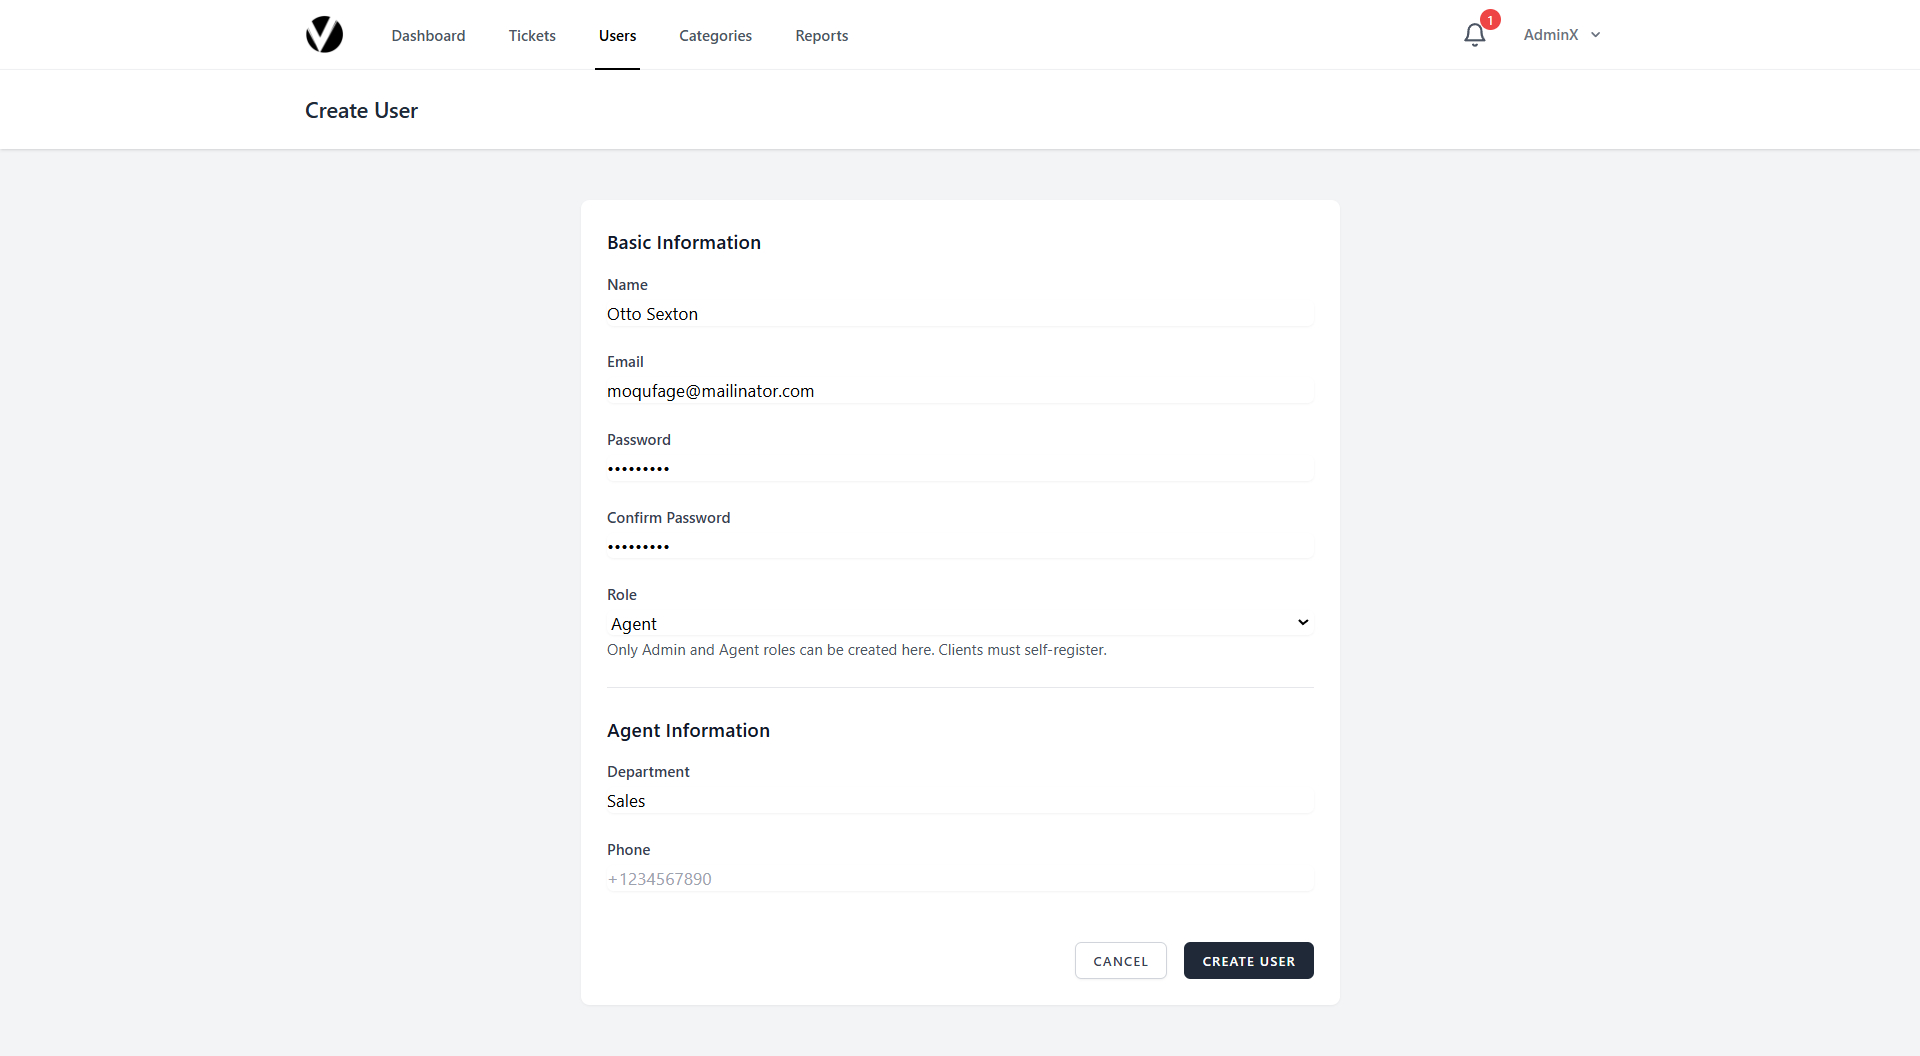 Dashboard Tickets Users Categories Reports 1 AdminX
Create User
Basic Information
Name
Otto Sexton
Email
moqufage@mailinator.com
Password
•••••••••
Confirm Password
•••••••••
Role
Agent
Only Admin and Agent roles can be created here. Clients must self-register.
Agent Information
Department
Sales
Phone
+1234567890
CANCEL CREATE USER